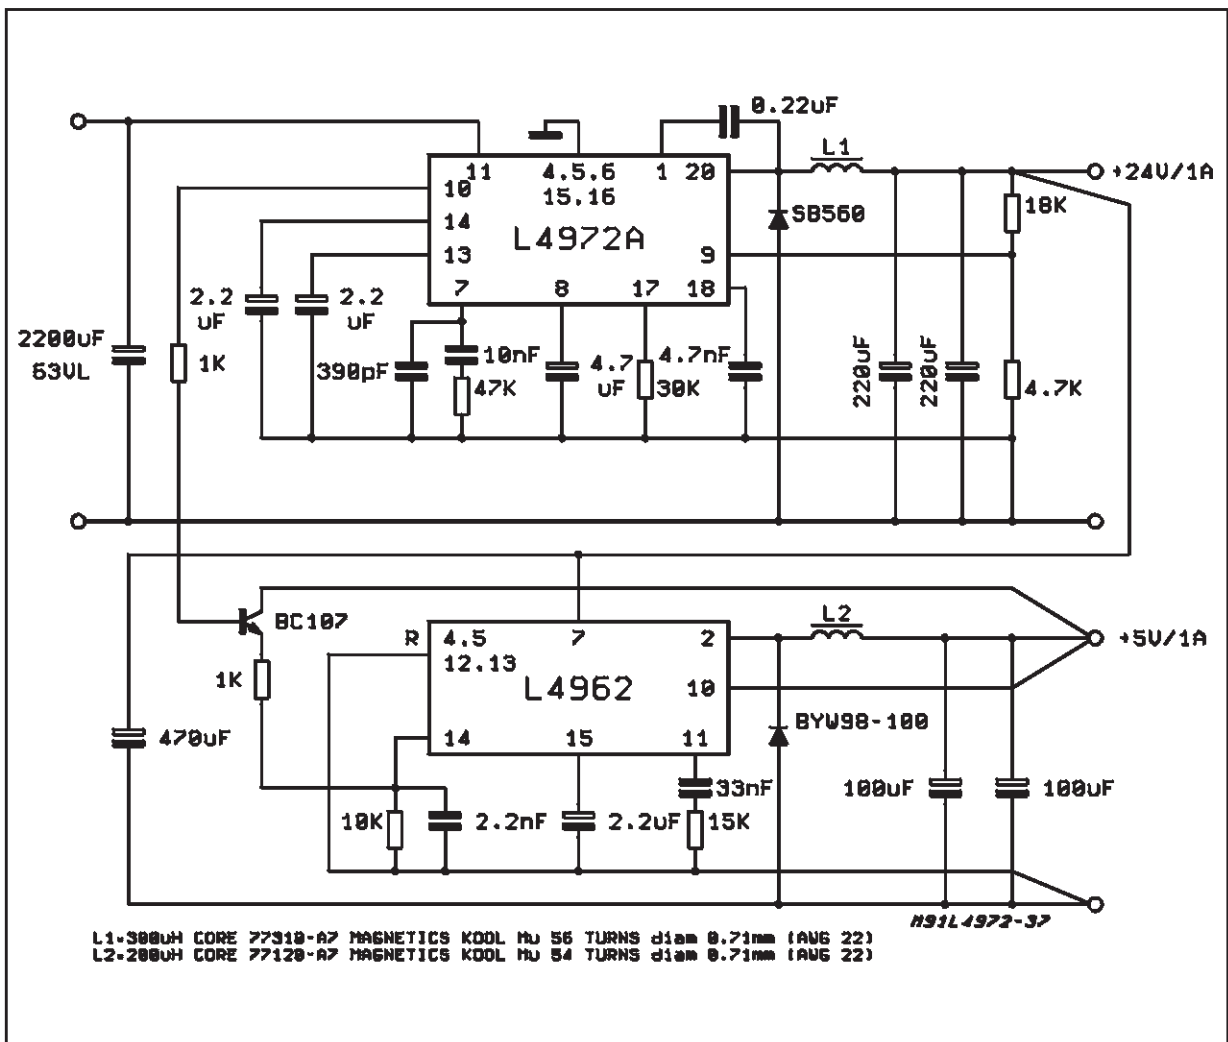 0.22uF
L1
11
4.5.6
1
20
+24V/1A
10
15.16
SB560
18K
14
L4972A
13
9
7
8
17
18
2.2
uF
2.2
uF
2200uF
63VL
1K
390pF
10nF
47K
4.7
uF
4.7nF
30K
220uF
220uF
4.7K
BC107
L2
R
4.5
7
2
+5V/1A
12.13
1K
L4962
10
BYW98-100
470uF
14
15
11
33nF
100uF
100uF
10K
2.2nF
2.2uF
15K
M91L4972-37
L1=300uH CORE 77310-A7 MAGNETICS KOOL Mu 56 TURNS diam 0.71mm (AWG 22)
L2=200uH CORE 77120-A7 MAGNETICS KOOL Mu 54 TURNS diam 0.71mm (AWG 22)